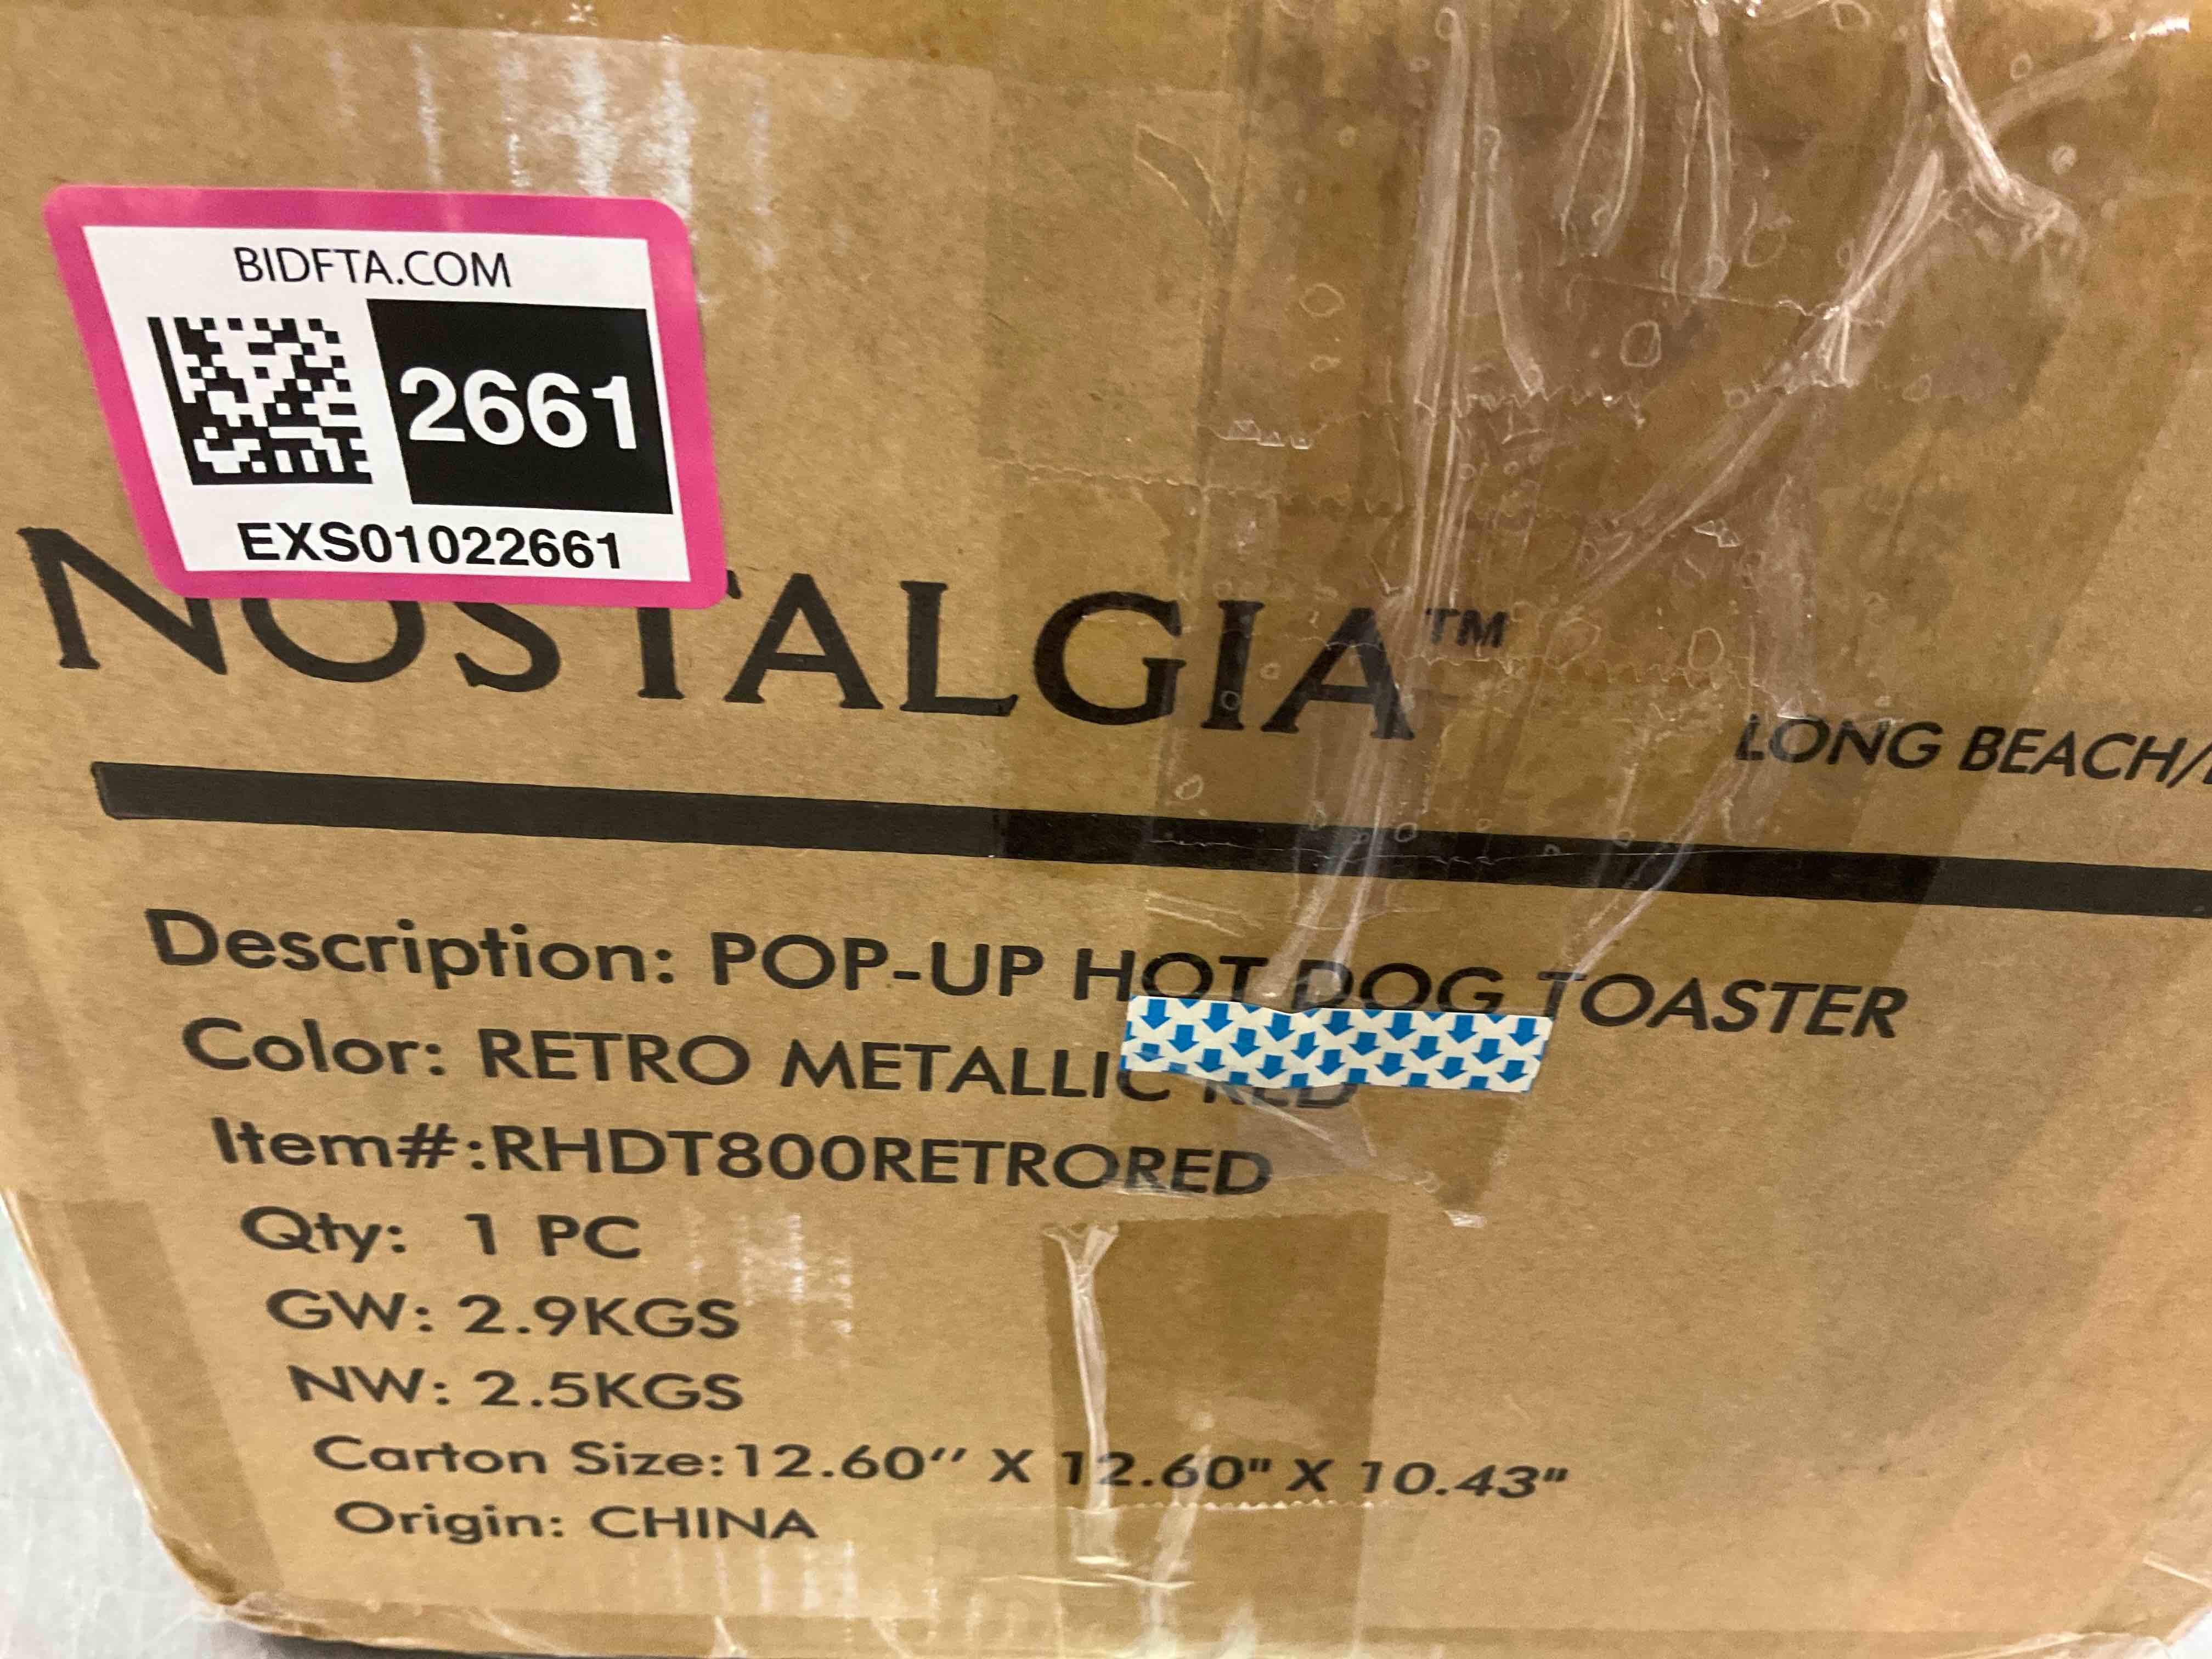 BIDFTA.COM
2661
EXS01022661
NOSTALGIA™
LONG BEACH/
Description: POP-UP HOT DOG TOASTER
Color: RETRO METALLIC RED
Item#:RHDT800RETRORED
Qty: 1 PC
GW: 2.9KGS
NW: 2.5KGS
Carton Size:12.60″ X 12.60" X 10.43"
Origin: CHINA